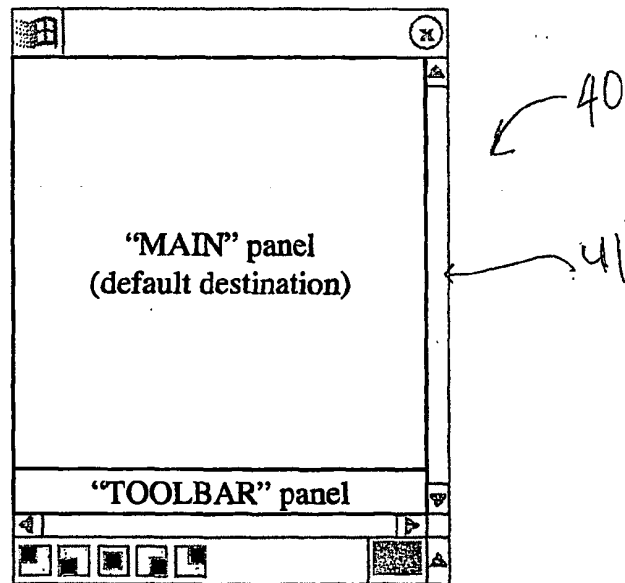 x
40
"MAIN" panel
(default destination)
41
"TOOLBAR" panel